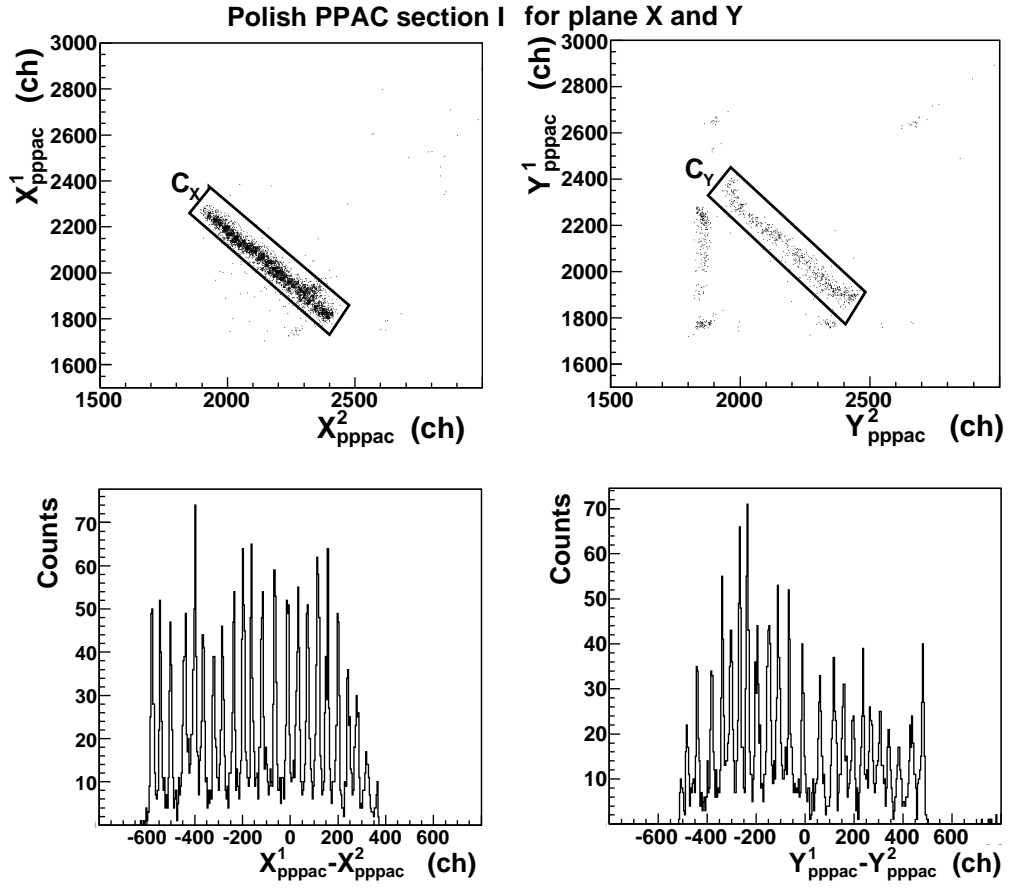 Polish PPAC section I for plane X and Y
X¹pppac (ch)
3000
2800
2600
2400
2200
2000
1800
1600
1500 2000 2500
X²pppac (ch)
CX
Y¹pppac (ch)
3000
2800
2600
2400
2200
2000
1800
1600
1500 2000 2500
Y²pppac (ch)
CY
Counts
70
60
50
40
30
20
10
-600 -400 -200 0 200 400 600
X¹pppac-X²pppac (ch)
Counts
70
60
50
40
30
20
10
-600 -400 -200 0 200 400 600
Y¹pppac-Y²pppac (ch)